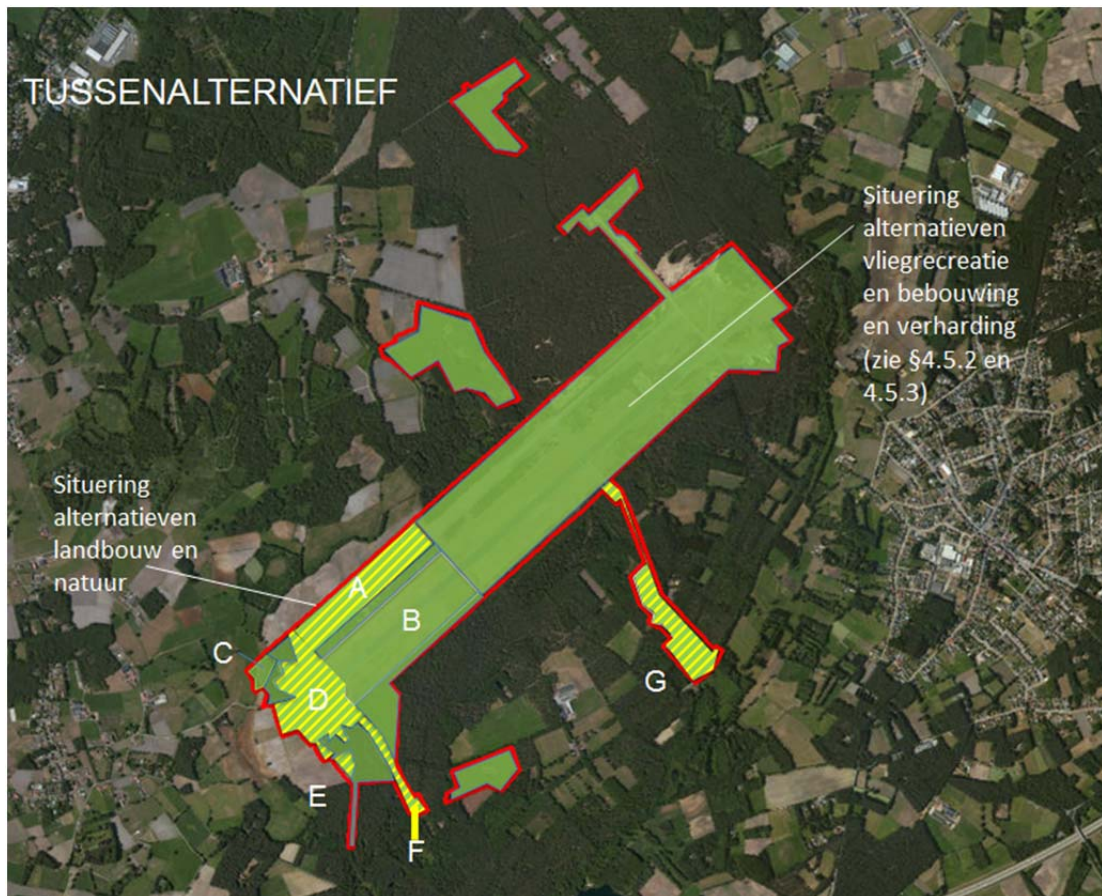 TUSSENALTERNATIEF
Situering
alternatieven
vliegrecreatie
en bebouwing
en verharding
(zie §4.5.2 en
4.5.3)
Situering
alternatieven
landbouw en
natuur
A
B
C
D
G
E
F